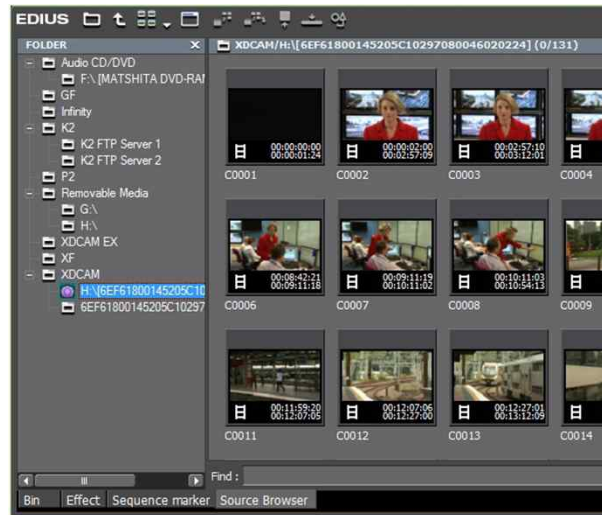 EDIUS
FOLDER X
XDCAM/H:\[6EF61800145205C10297080046020224] (0/131)
Audio CD/DVD
F:\.[MATSHITA DVD-RAM
GF
Infinity
K2
K2 FTP Server 1
K2 FTP Server 2
P2
Removable Media
G:\
H:\
XDCAM EX
XF
XDCAM
H:\[6EF61800145205C10
6EF61800145205C10297
00:00:00:00
00:00:01:24
C0001
00:00:02:00
00:02:57:09
C0002
00:02:57:10
00:03:12:01
C0003
C0004
00:08:42:21
00:09:11:18
C0006
00:09:11:19
00:10:11:02
C0007
00:10:11:03
00:10:54:13
C0008
C0009
00:11:59:20
00:12:07:05
C0011
00:12:07:06
00:12:27:00
C0012
00:12:27:01
00:13:12:09
C0013
C0014
Find :
Bin Effect Sequence marker Source Browser